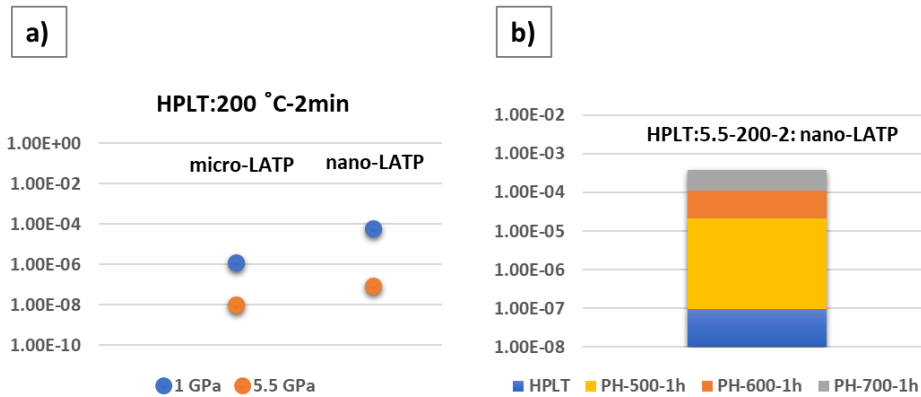 a)
HPLT:200 ˚C-2min
1.00E+00
1.00E-02
1.00E-04
1.00E-06
1.00E-08
1.00E-10
micro-LATP
nano-LATP
1 GPa
5.5 GPa
b)
1.00E-02
1.00E-03
1.00E-04
1.00E-05
1.00E-06
1.00E-07
1.00E-08
HPLT:5.5-200-2: nano-LATP
HPLT
PH-500-1h
PH-600-1h
PH-700-1h